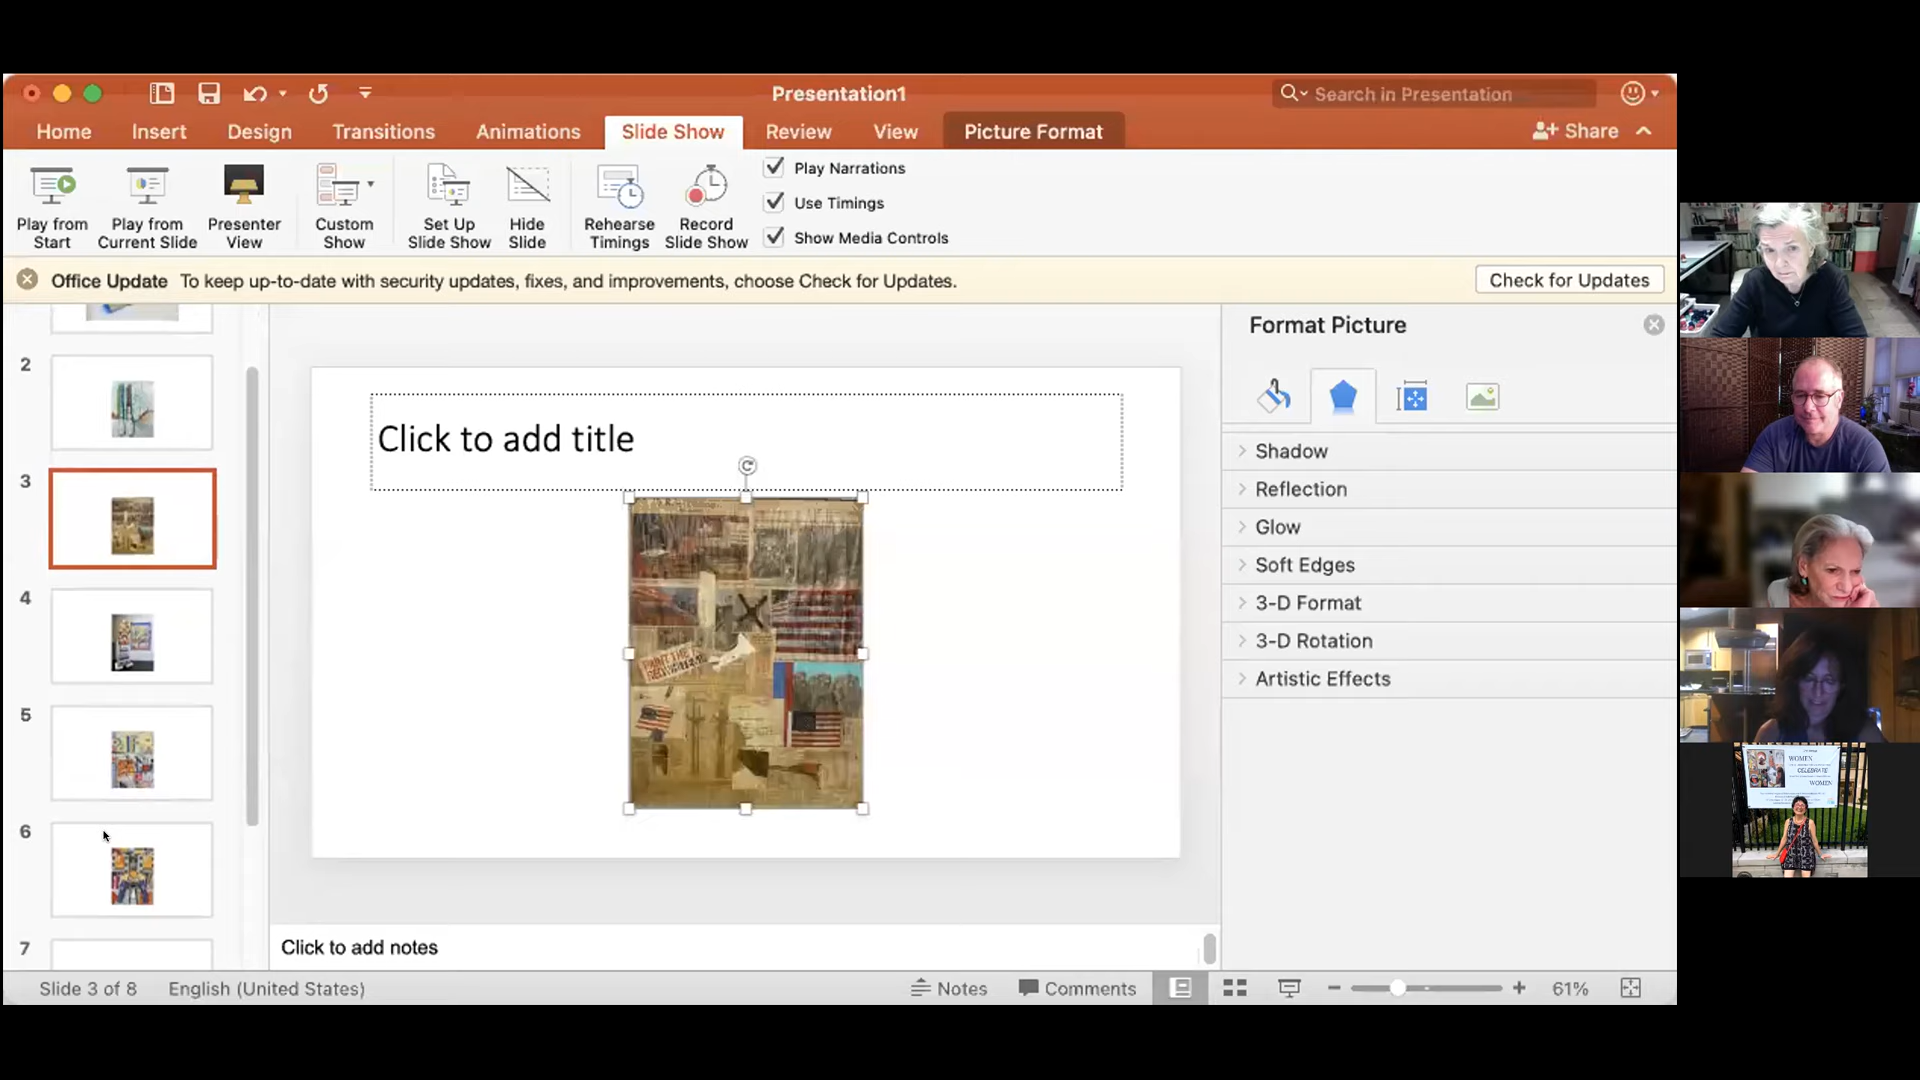 Presentation1
Search in Presentation
Home
Insert
Design
Transitions
Animations
Slide Show
Review
View
Picture Format
Share
Play from
Start
Play from
Current Slide
Presenter
View
Custom
Show
Set Up
Slide Show
Hide
Slide
Rehearse
Timings
Record
Slide Show
Play Narrations
Use Timings
Show Media Controls
Office Update To keep up-to-date with security updates, fixes, and improvements, choose Check for Updates.
Check for Updates
2
3
4
5
6
7
Click to add title
PAINT THE
Format Picture
Shadow
Reflection
Glow
Soft Edges
3-D Format
3-D Rotation
Artistic Effects
WOMEN
CELEBRATE
WOMEN
Click to add notes
Slide 3 of 8
English (United States)
Notes
Comments
61%